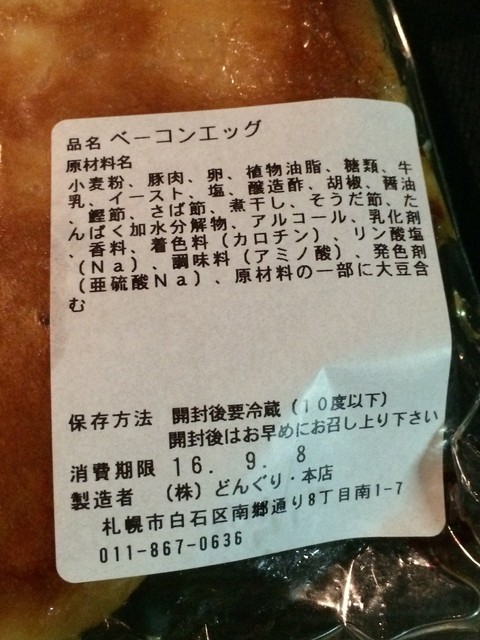 品名 ベーコンエッグ
原材料名
小麦粉、豚肉、卵、植物油脂、糖類、牛
乳、イースト、塩、醸造酢、胡椒、醤油
、鰹節、さば節、煮干し、そうだ節、た
んぱく加水分解物、アルコール、乳化剤
、香料、着色料（カロチン）、リン酸塩
（Na）、調味料（アミノ酸）、発色剤
（亜硫酸Na）、原材料の一部に大豆含
む
保存方法 開封後要冷蔵（10度以下）
開封後はお早めにお召し上り下さい
消費期限 16. 9. 8
製造者 （株）どんぐり・本店
札幌市白石区南郷通り8丁目南1-7
011-867-0636